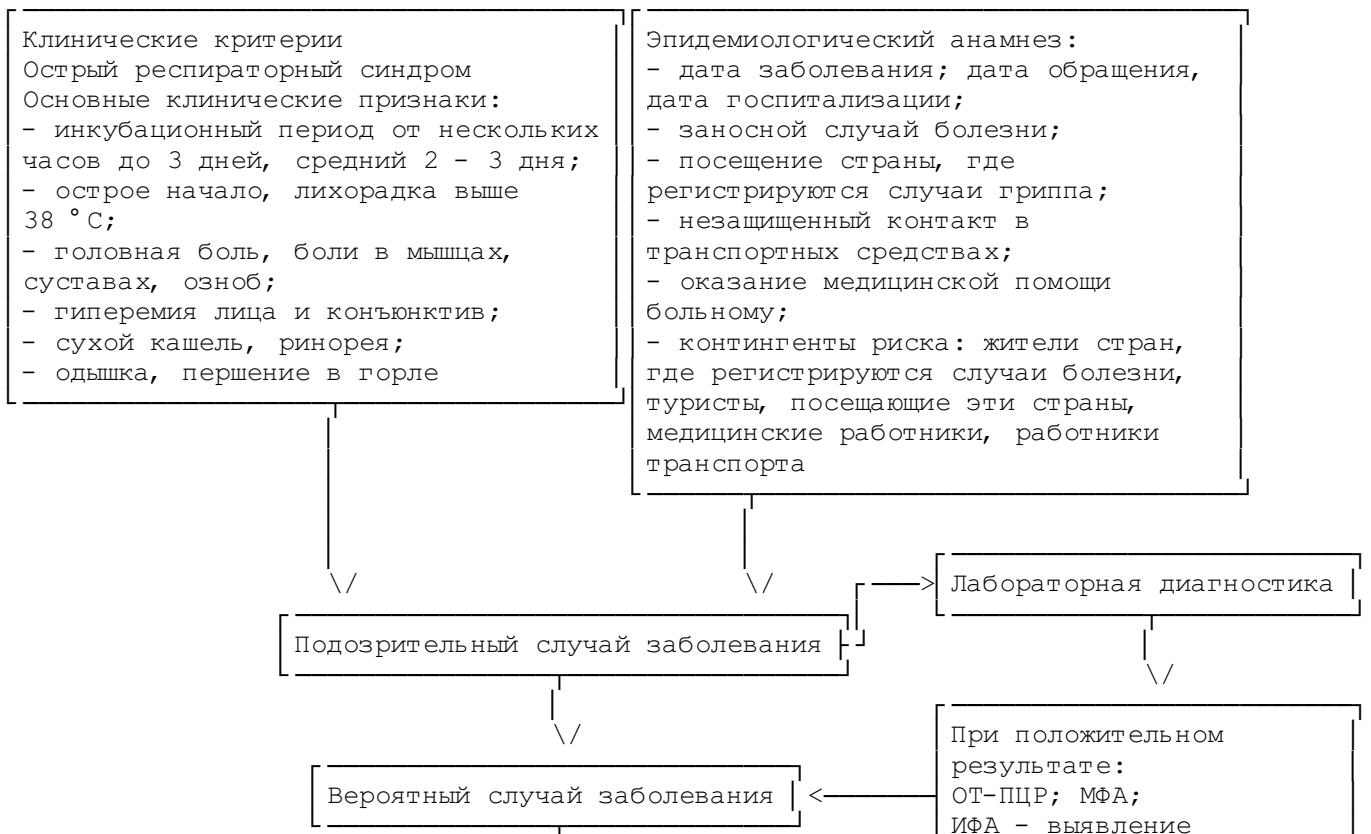 Клинические критерии
Острый респираторный синдром
Основные клинические признаки:
- инкубационный период от нескольких
часов до 3 дней, средний 2 - 3 дня;
- острое начало, лихорадка выше
38 °C;
- головная боль, боли в мышцах,
суставах, озноб;
- гиперемия лица и конъюнктив;
- сухой кашель, ринорея;
- одышка, першение в горле
Эпидемиологический анамнез:
- дата заболевания; дата обращения,
дата госпитализации;
- заносной случай болезни;
- посещение страны, где
регистрируются случаи гриппа;
- незащищенный контакт в
транспортных средствах;
- оказание медицинской помощи
больному;
- контингенты риска: жители стран,
где регистрируются случаи болезни,
туристы, посещающие эти страны,
медицинские работники, работники
транспорта
Лабораторная диагностика
Подозрительный случай заболевания
При положительном
результате:
ОТ-ПЦР; МФА;
ИФА - выявление
Вероятный случай заболевания